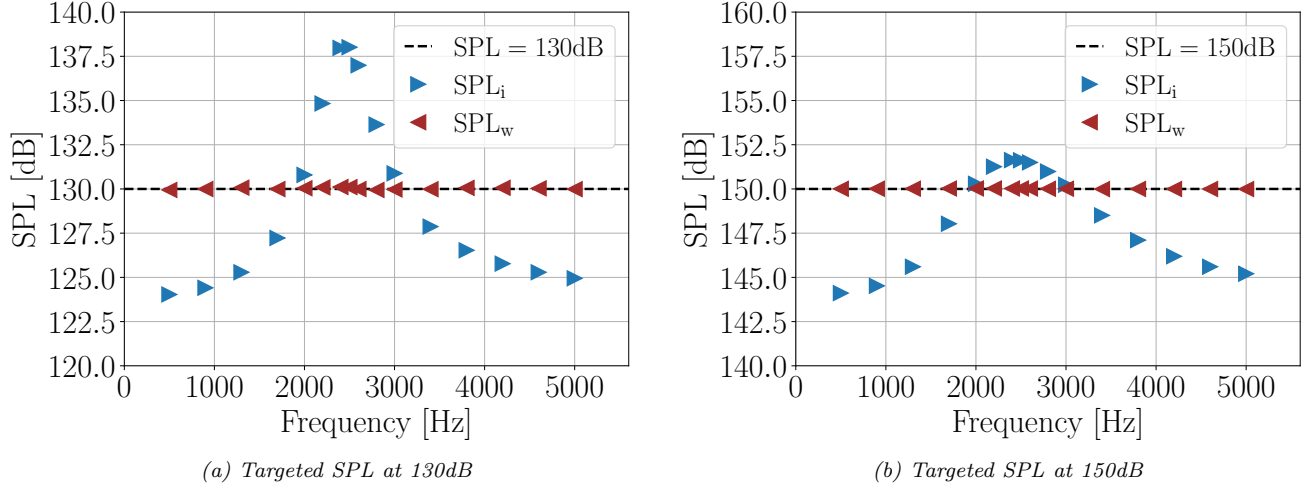 140.0
137.5
135.0
132.5
130.0
127.5
125.0
122.5
120.0
SPL [dB]
0 1000 2000 3000 4000 5000
Frequency [Hz]
SPL = 130dB
SPL_i
SPL_w
(a) Targeted SPL at 130dB
160.0
157.5
155.0
152.5
150.0
147.5
145.0
142.5
140.0
SPL [dB]
0 1000 2000 3000 4000 5000
Frequency [Hz]
SPL = 150dB
SPL_i
SPL_w
(b) Targeted SPL at 150dB